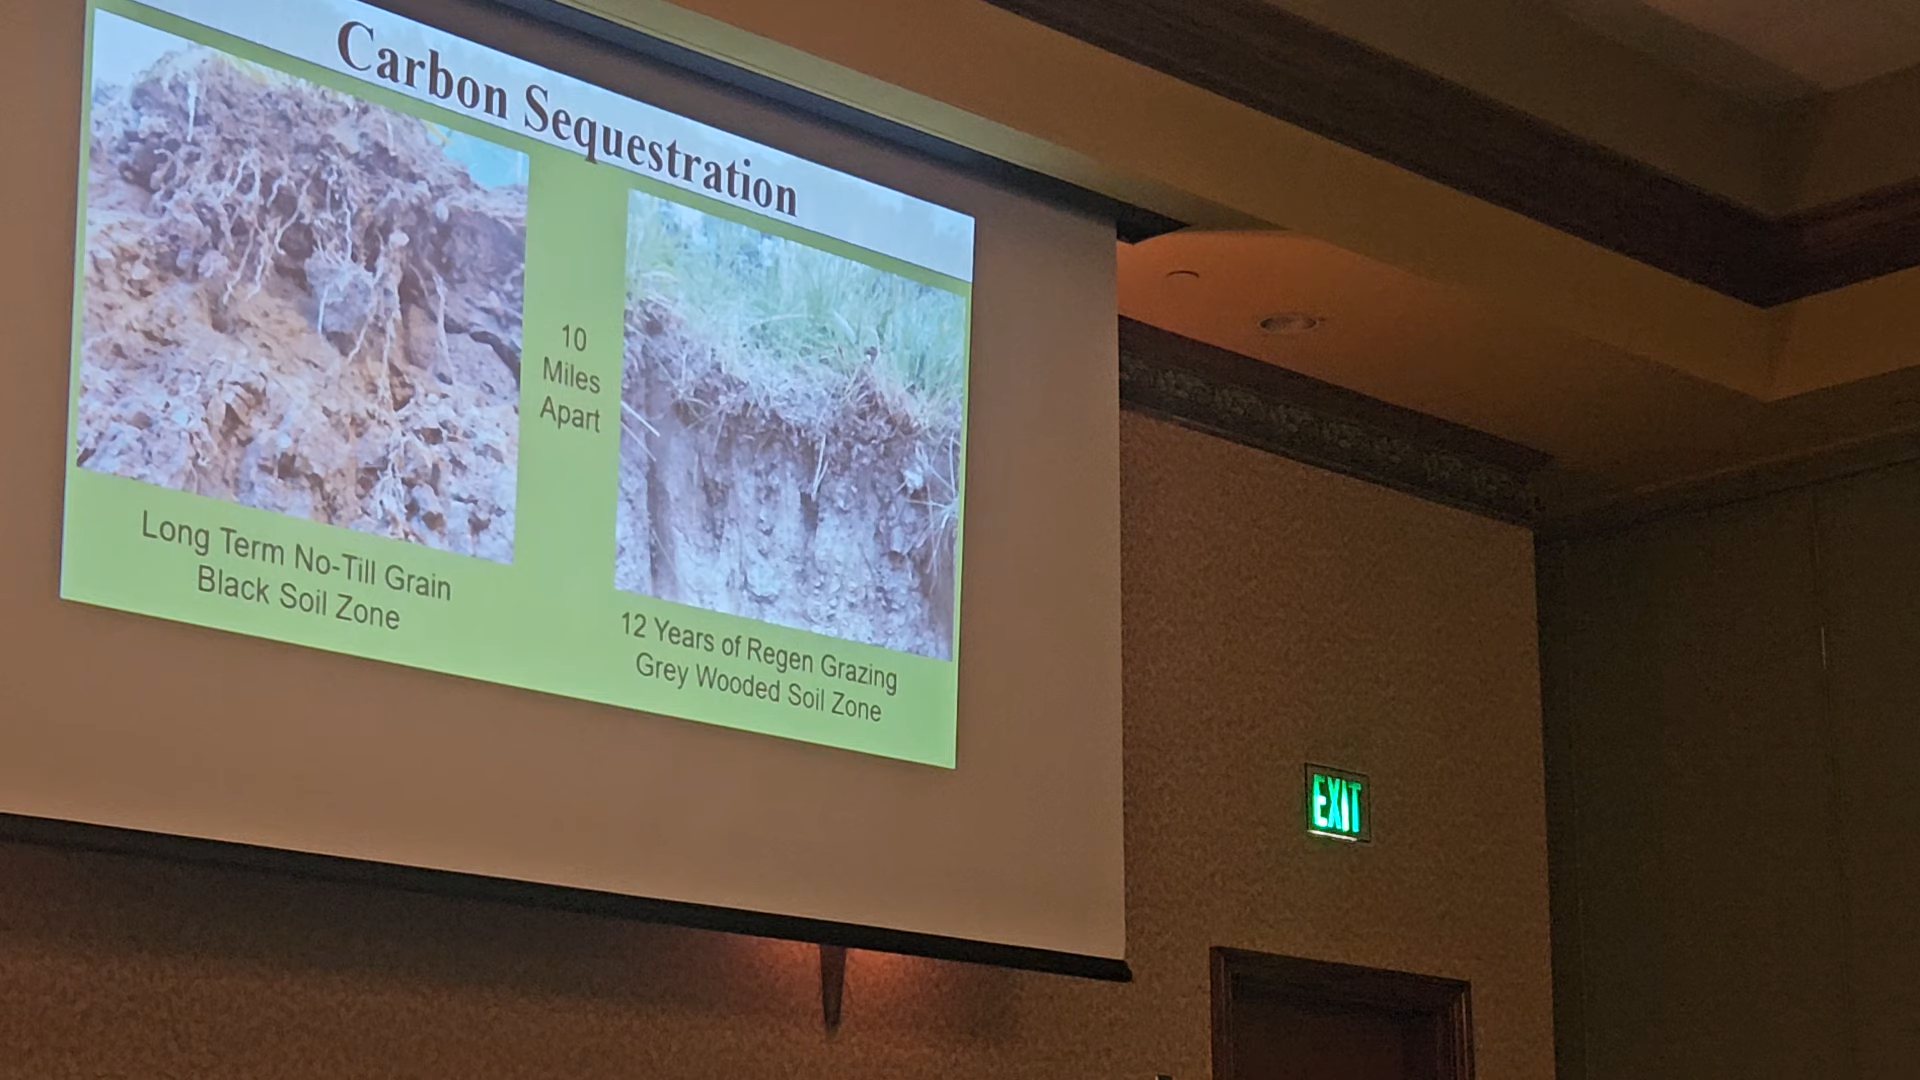 Carbon Sequestration
10
Miles
Apart
Long Term No-Till Grain
Black Soil Zone
12 Years of Regen Grazing
Grey Wooded Soil Zone
EXIT